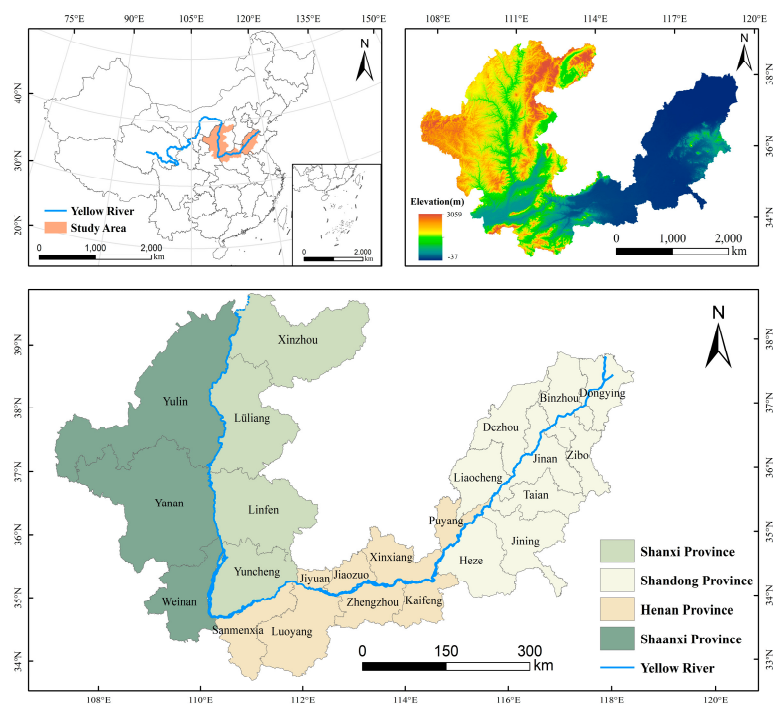 75°E 90°E 105°E 120°E 135°E 150°E
40°N
30°N
20°N
N
Yellow River
Study Area
0 1,000 2,000
km
0 2,000
km
108°E 111°E 114°E 117°E 120°E
N
38°N
36°N
34°N
Elevation(m)
3059
-37
0 1,000 2,000
km
39°N
38°N
37°N
36°N
35°N
34°N
N
38°N
37°N
36°N
35°N
34°N
33°N
Xinzhou
Yulin
Lüliang
Dongying
Binzhou
Dezhou
Jinan
Zibo
Liaocheng
Yanan
Linfen
Taian
Puyang
Jining
Xinxiang
Heze
Yuncheng
Jiyuan
Jiaozuo
Weinan
Zhengzhou
Kaifeng
Sanmenxia
Luoyang
Shanxi Province
Shandong Province
Henan Province
Shaanxi Province
Yellow River
0 150 300
km
108°E 110°E 112°E 114°E 116°E 118°E 120°E